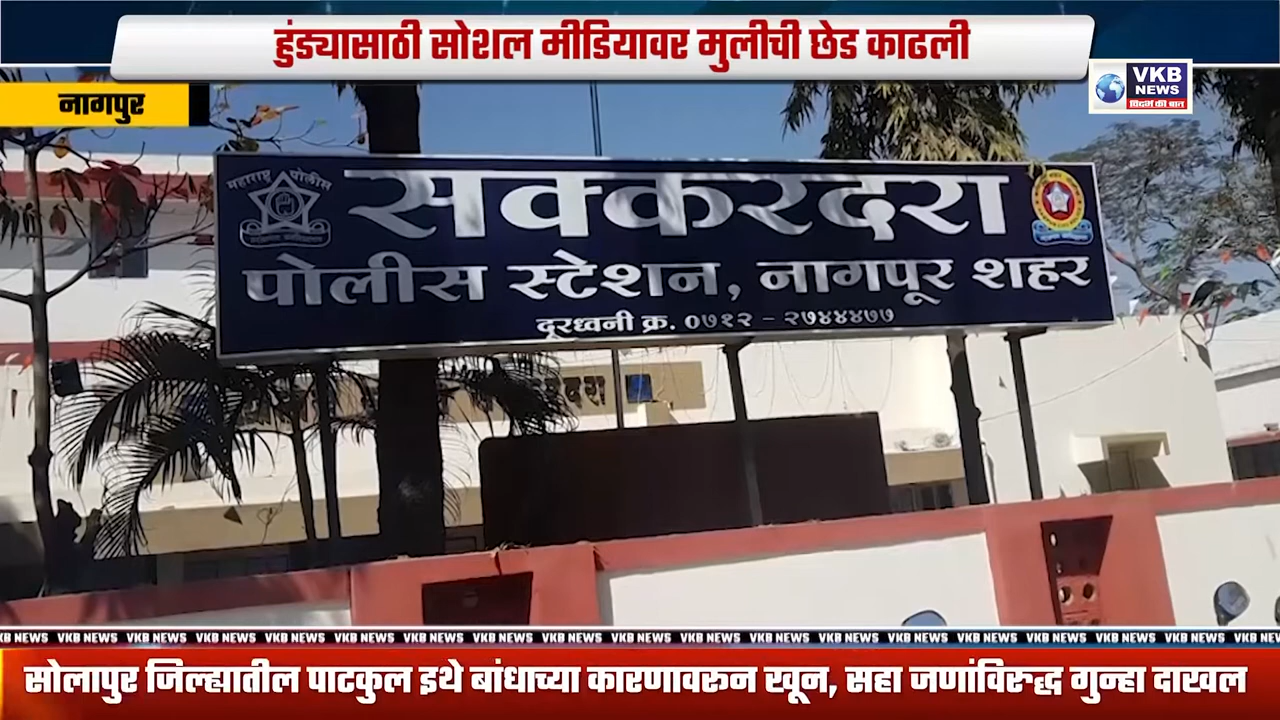 हुंड्यासाठी सोशल मीडियावर मुलीची छेड काढली
VKB
NEWS
विदर्भ की बात
नागपुर
महाराष्ट्र पोलीस
सक्करदरा
पोलीस स्टेशन, नागपूर शहर
दूरध्वनी क्र. ०७१२ - २७४४४७७
KB NEWS VKB NEWS VKB NEWS VKB NEWS VKB NEWS VKB NEWS VKB NEWS VKB NEWS VKB NEWS VKB NEWS VKB NEWS VKB NEWS VKB NEWS VKB NEWS VKB NEWS VKB NEWS VKB NEWS VKB NEWS VKB NE
सोलापुर जिल्ह्यातील पाटकुल इथे बांधाच्या कारणावरून खून, सहा जणांविरुद्ध गुन्हा दाखल